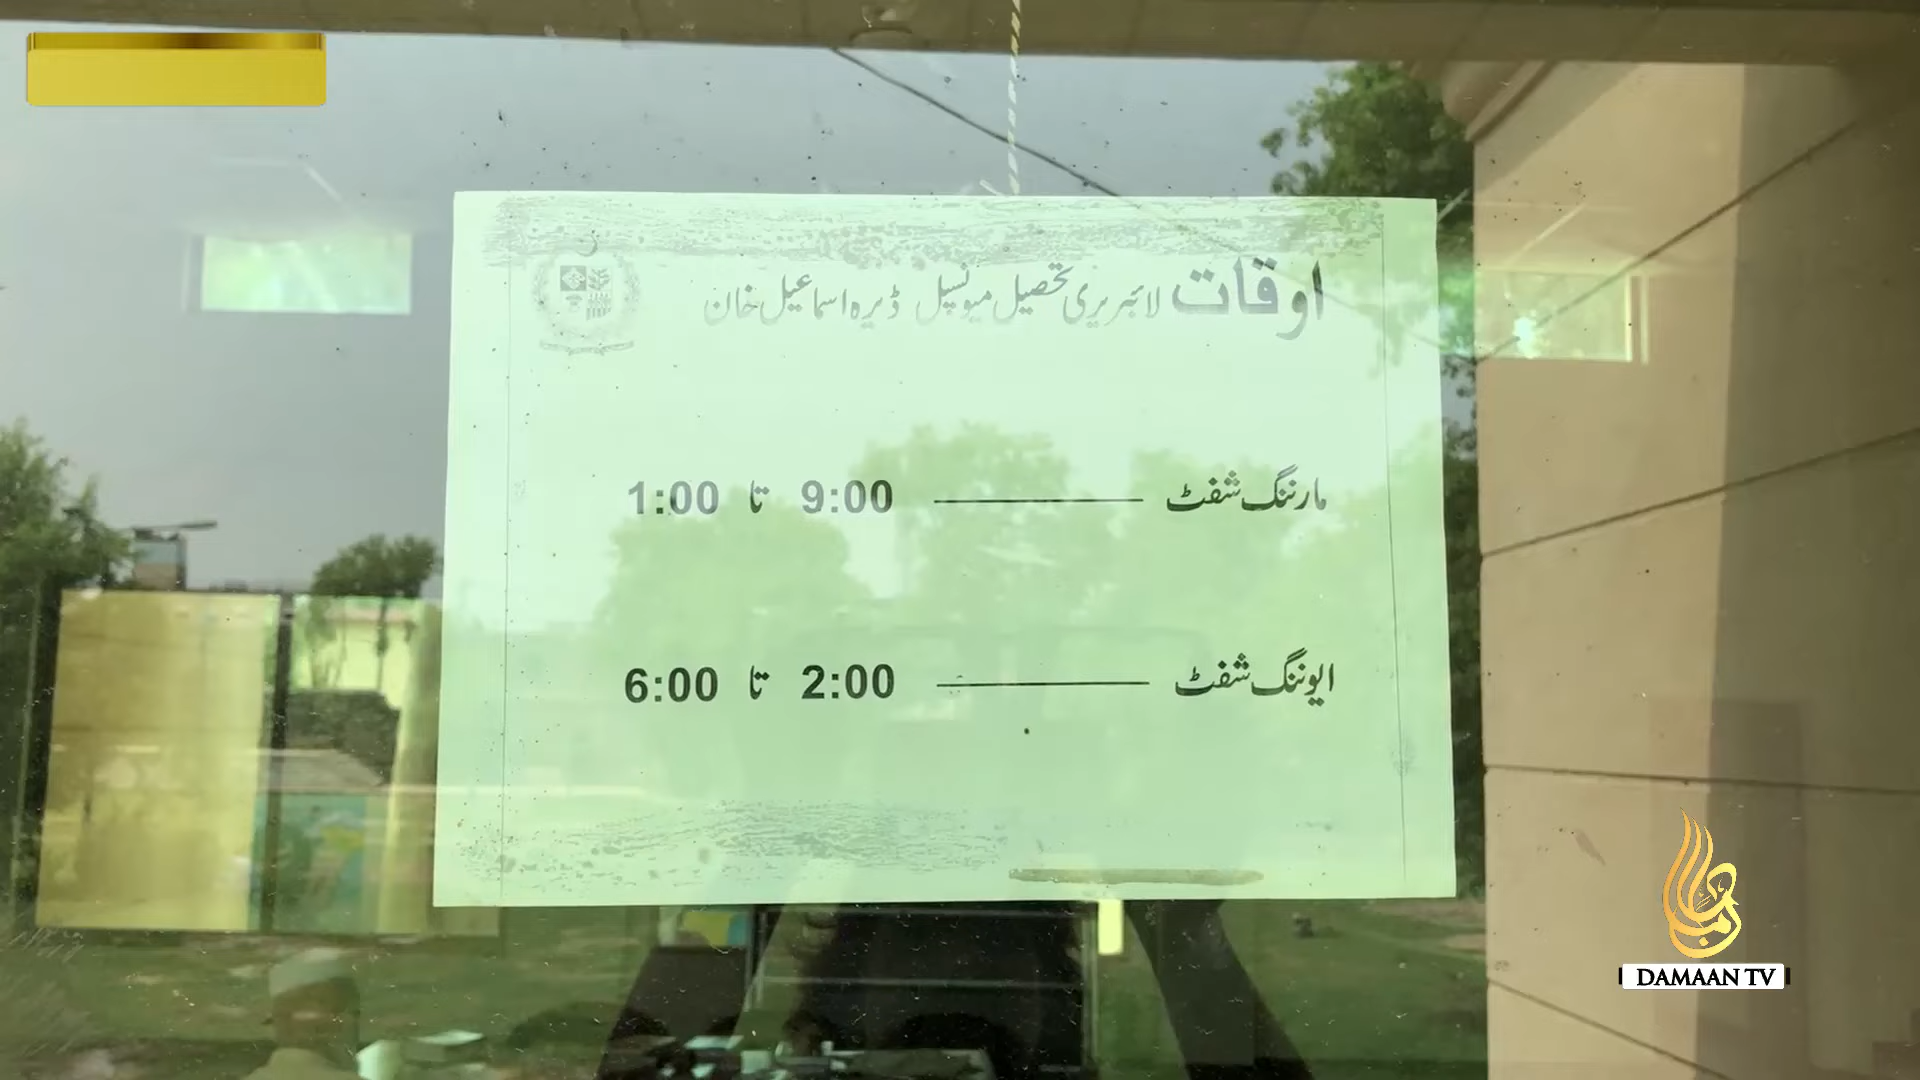 اوقات لائبریری تحصیل میونسپل ڈیرہ اسماعیل خان
مارننگ شفٹ 9:00 تا 1:00
ایوننگ شفٹ 2:00 تا 6:00
DAMAAN TV